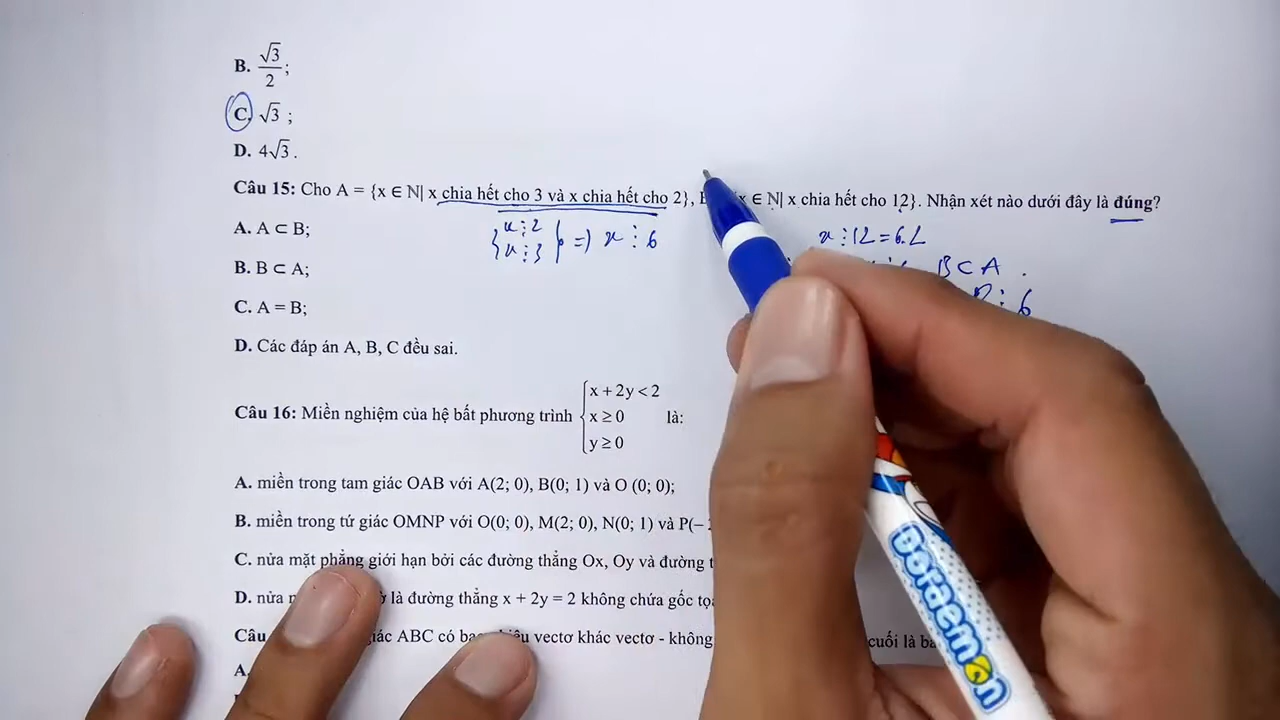 B. √3/2;
C. √3 ;
D. 4√3.
Câu 15: Cho A = {x ∈ N| x chia hết cho 3 và x chia hết cho 2}, x ∈ N| x chia hết cho 12}. Nhận xét nào dưới đây là đúng?
x ⋮ 2
x ⋮ 3 } => x ⋮ 6
x ⋮ 12 = 6.2
B ⊂ A
⋮ 6
A. A ⊂ B;
B. B ⊂ A;
C. A = B;
D. Các đáp án A, B, C đều sai.
Câu 16: Miền nghiệm của hệ bất phương trình { x + 2y < 2
x ≥ 0
y ≥ 0 là:
A. miền trong tam giác OAB với A(2; 0), B(0; 1) và O (0; 0);
B. miền trong tứ giác OMNP với O(0; 0), M(2; 0), N(0; 1) và P(–
C. nửa mặt phẳng giới hạn bởi các đường thẳng Ox, Oy và đường
D. nửa là đường thẳng x + 2y = 2 không chứa gốc
Câu ABC có vectơ khác vectơ - không cuối là
A.
Doraemon